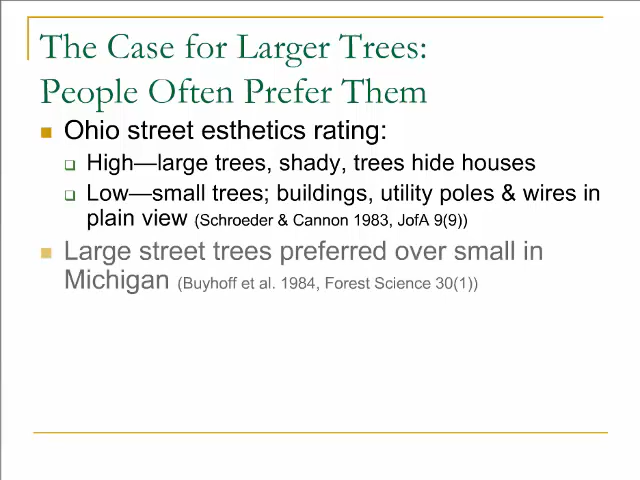 The Case for Larger Trees:
People Often Prefer Them
Ohio street esthetics rating:
High—large trees, shady, trees hide houses
Low—small trees; buildings, utility poles & wires in
plain view (Schroeder & Cannon 1983, JofA 9(9))
Large street trees preferred over small in
Michigan (Buyhoff et al. 1984, Forest Science 30(1))